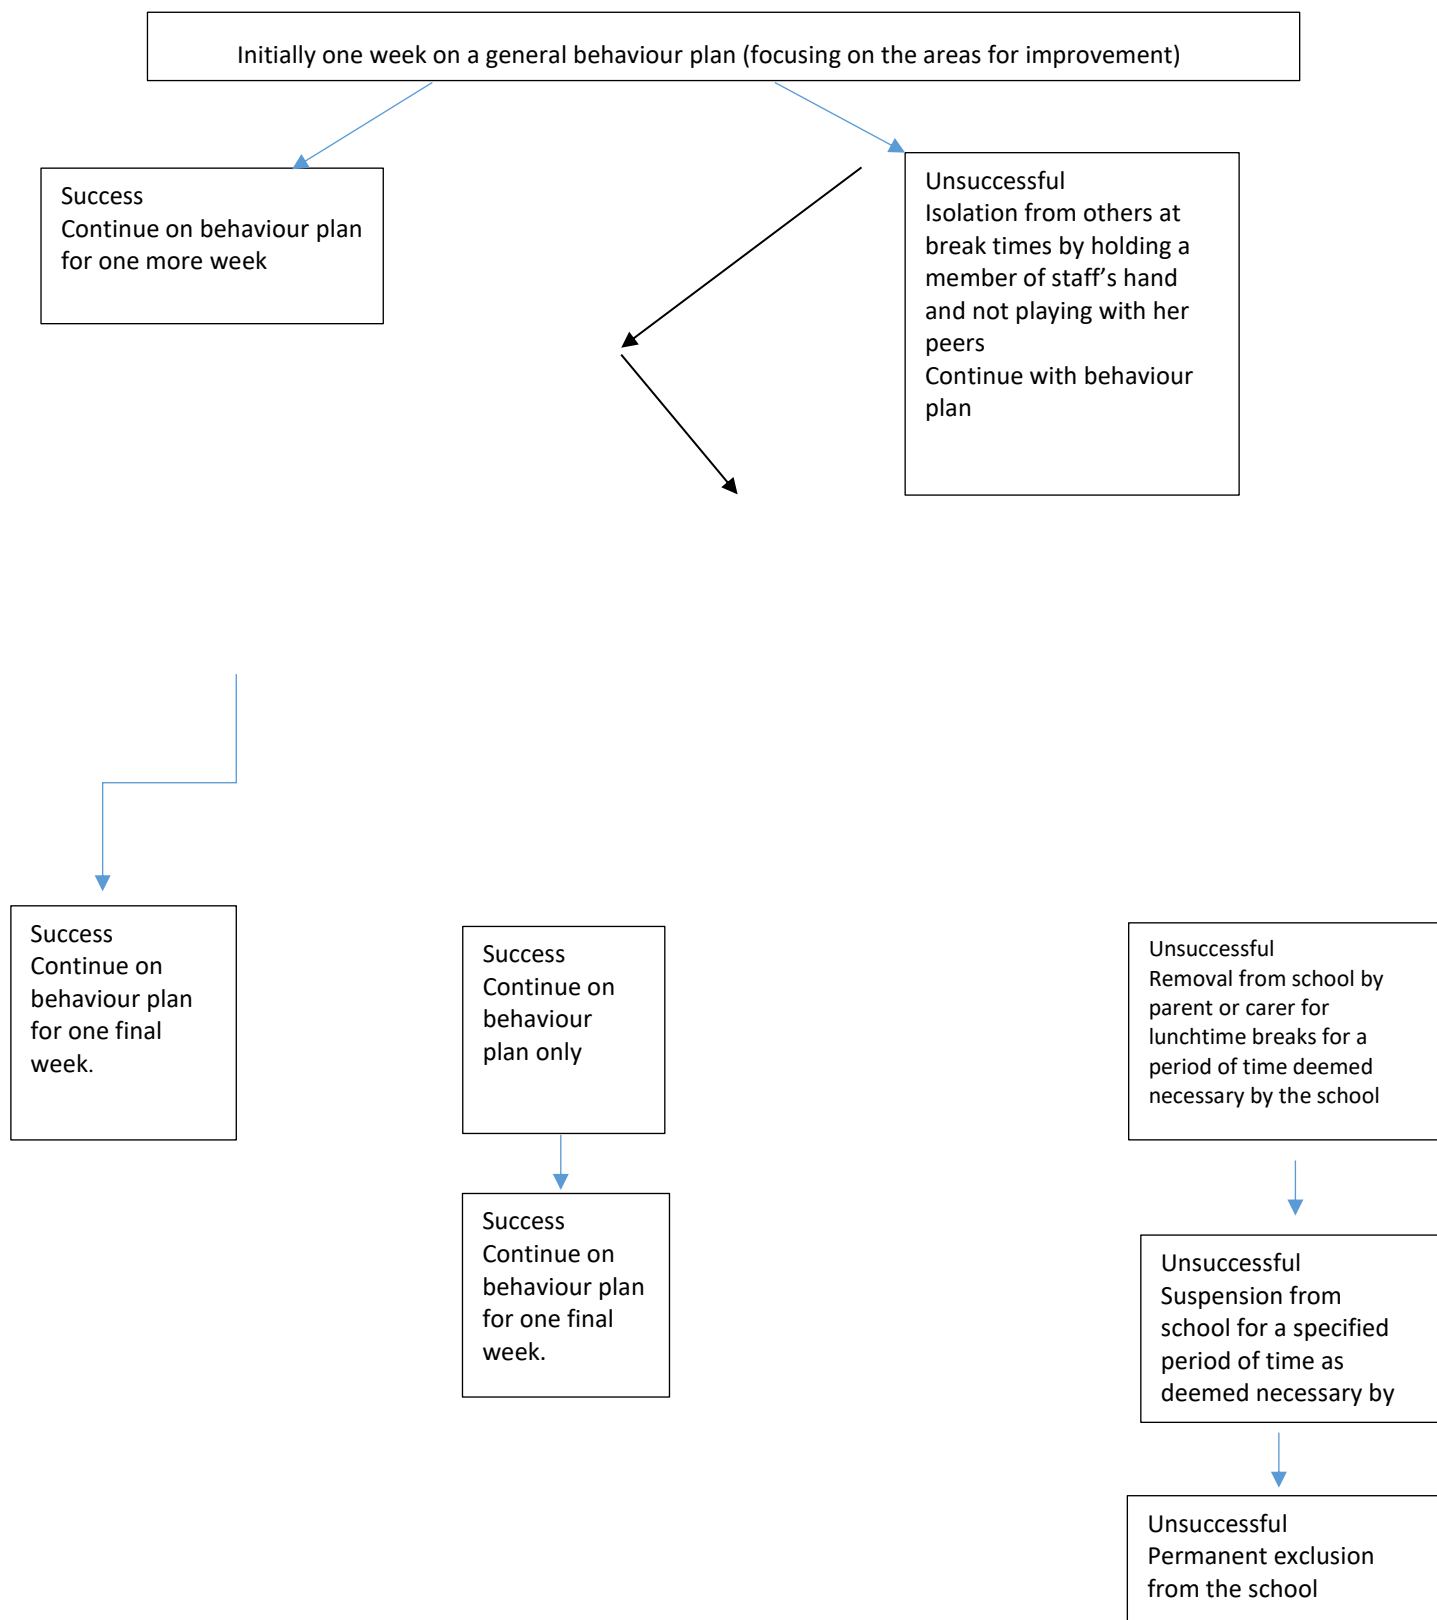 Initially one week on a general behaviour plan (focusing on the areas for improvement)
Success
Continue on behaviour plan
for one more week
Unsuccessful
Isolation from others at
break times by holding a
member of staff’s hand
and not playing with her
peers
Continue with behaviour
plan
Success
Continue on
behaviour plan
for one final
week.
Success
Continue on
behaviour
plan only
Unsuccessful
Removal from school by
parent or carer for
lunchtime breaks for a
period of time deemed
necessary by the school
Success
Continue on
behaviour plan
for one final
week.
Unsuccessful
Suspension from
school for a specified
period of time as
deemed necessary by
Unsuccessful
Permanent exclusion
from the school